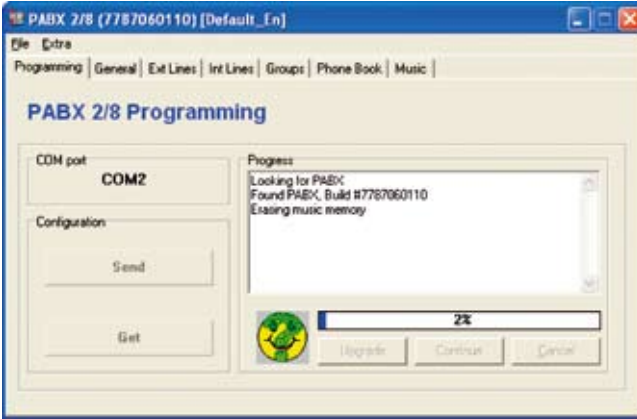 PABX 2/8 (7787060110) [Default_En]
File Extra
Programming General Ext Lines Int Lines Groups Phone Book Music
PABX 2/8 Programming
COM port
COM2
Configuration
Send
Get
Progress
Looking for PABX
Found PABX, Build #7787060110
Erasing music memory
2%
Upgrade Continue Cancel